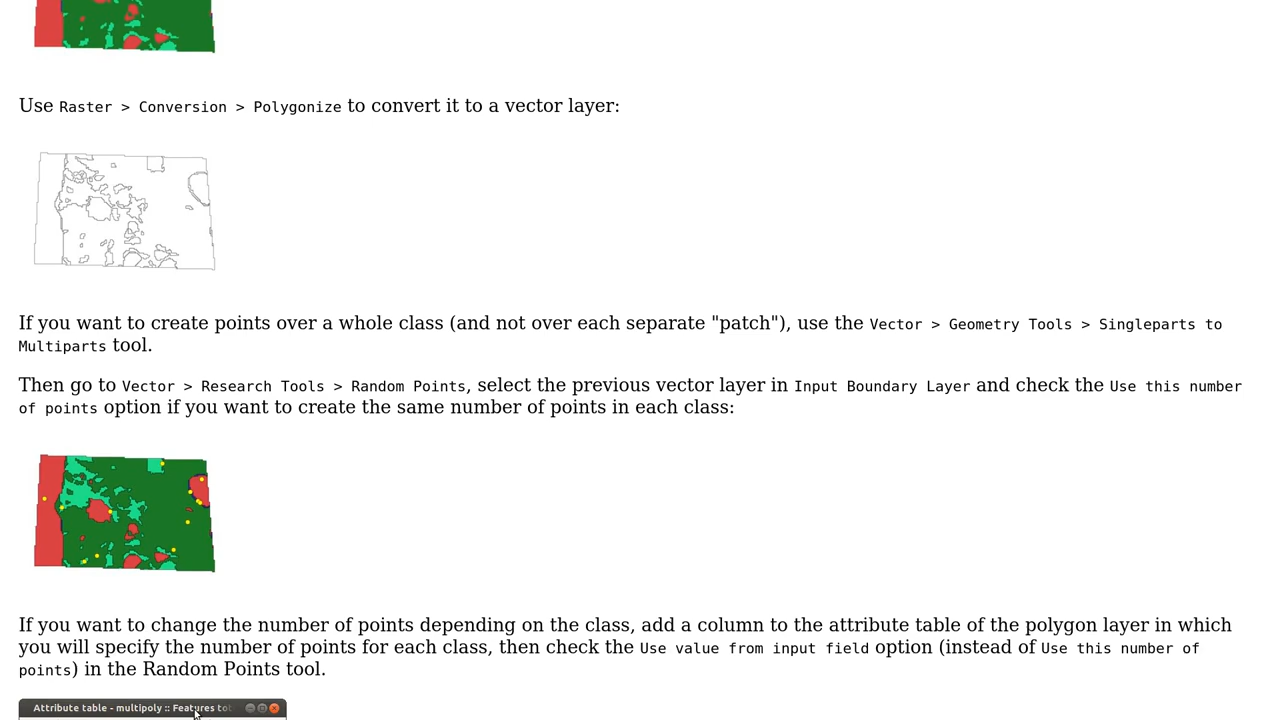 Use Raster > Conversion > Polygonize to convert it to a vector layer:
If you want to create points over a whole class (and not over each separate "patch"), use the Vector > Geometry Tools > Singleparts to
Multiparts tool.
Then go to Vector > Research Tools > Random Points, select the previous vector layer in Input Boundary Layer and check the Use this number
of points option if you want to create the same number of points in each class:
If you want to change the number of points depending on the class, add a column to the attribute table of the polygon layer in which
you will specify the number of points for each class, then check the Use value from input field option (instead of Use this number of
points) in the Random Points tool.
Attribute table - multipoly :: Features tot